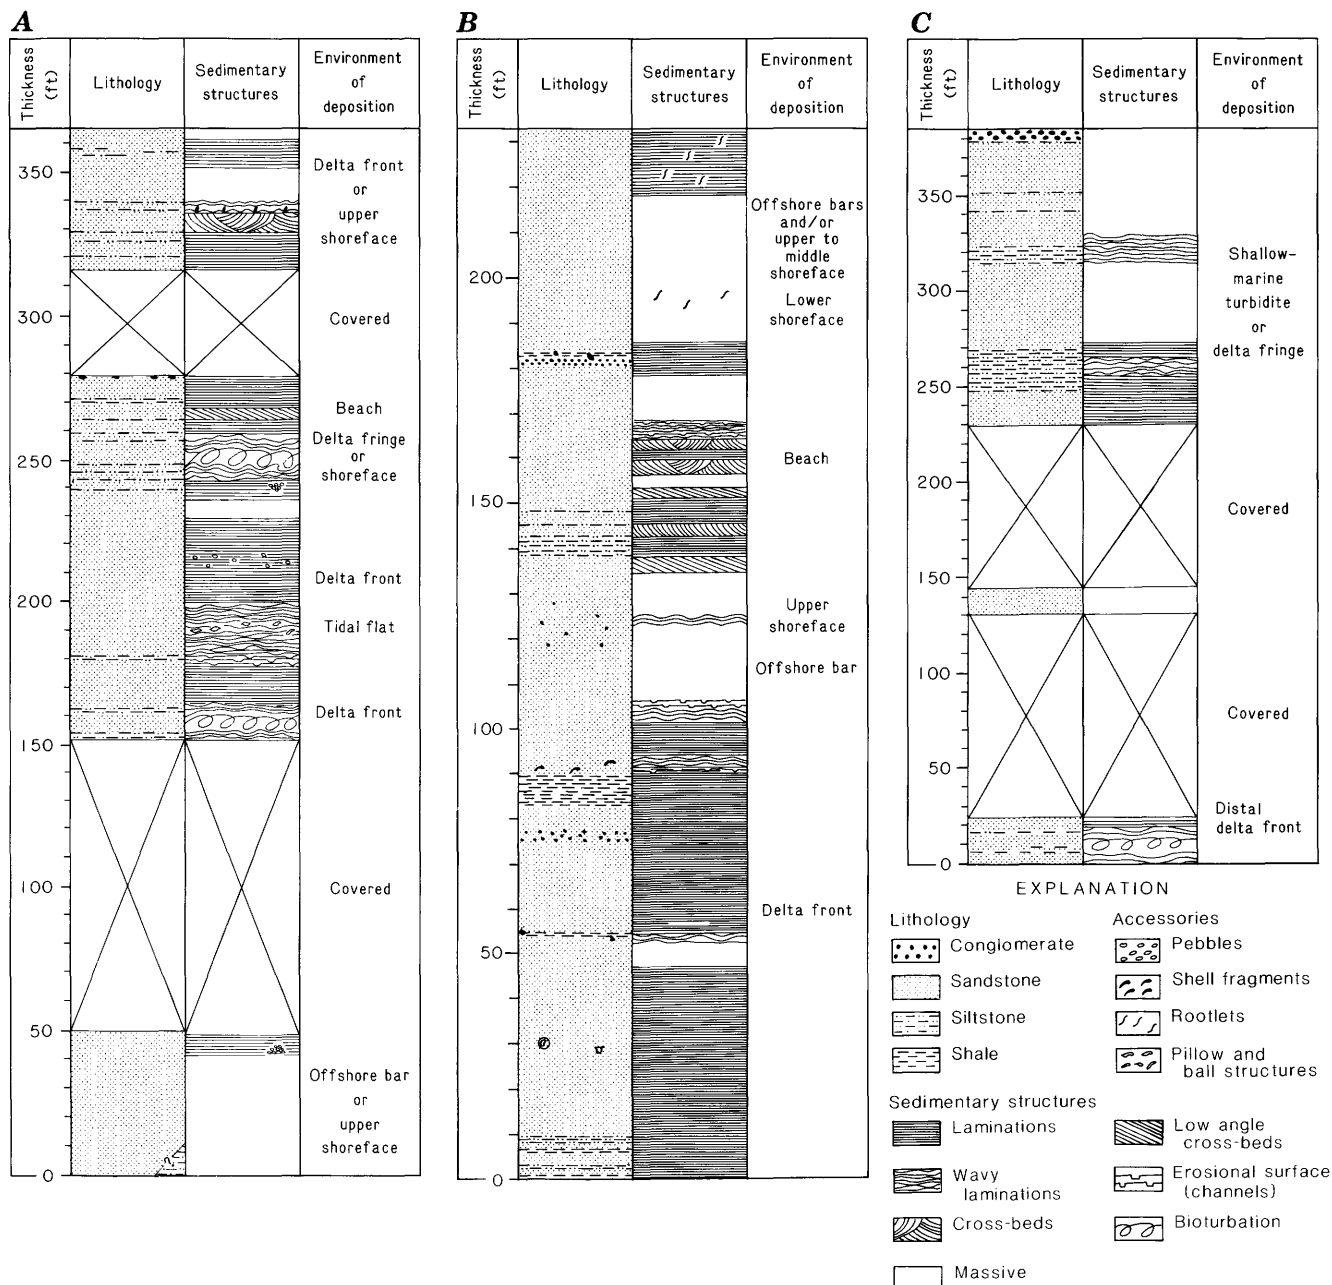 A
Thickness
(ft)
Lithology
Sedimentary
structures
Environment
of
deposition
350
300
250
200
150
100
50
0
Delta front
or
upper
shoreface
Covered
Beach
Delta fringe
or
shoreface
Delta front
Tidal flat
Delta front
Covered
Offshore bar
or
upper
shoreface
B
Thickness
(ft)
Lithology
Sedimentary
structures
Environment
of
deposition
200
150
100
50
0
Offshore bars
and/or
upper to
middle
shoreface
Lower
shoreface
Beach
Upper
shoreface
Offshore bar
Delta front
C
Thickness
(ft)
Lithology
Sedimentary
structures
Environment
of
deposition
350
300
250
200
150
100
50
0
Shallow-
marine
turbidite
or
delta fringe
Covered
Covered
Distal
delta front
EXPLANATION
Lithology
Conglomerate
Sandstone
Siltstone
Shale
Accessories
Pebbles
Shell fragments
Rootlets
Pillow and
ball structures
Sedimentary structures
Laminations
Wavy
laminations
Cross-beds
Massive
Low angle
cross-beds
Erosional surface
(channels)
Bioturbation